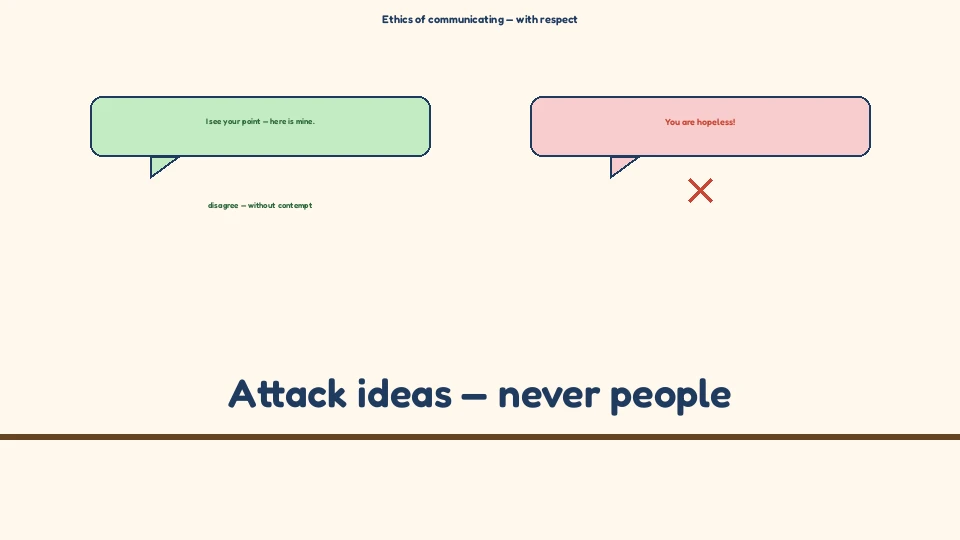 Ethics of communicating — with respect
I see your point — here is mine.
You are hopeless!
disagree — without contempt
Attack ideas — never people